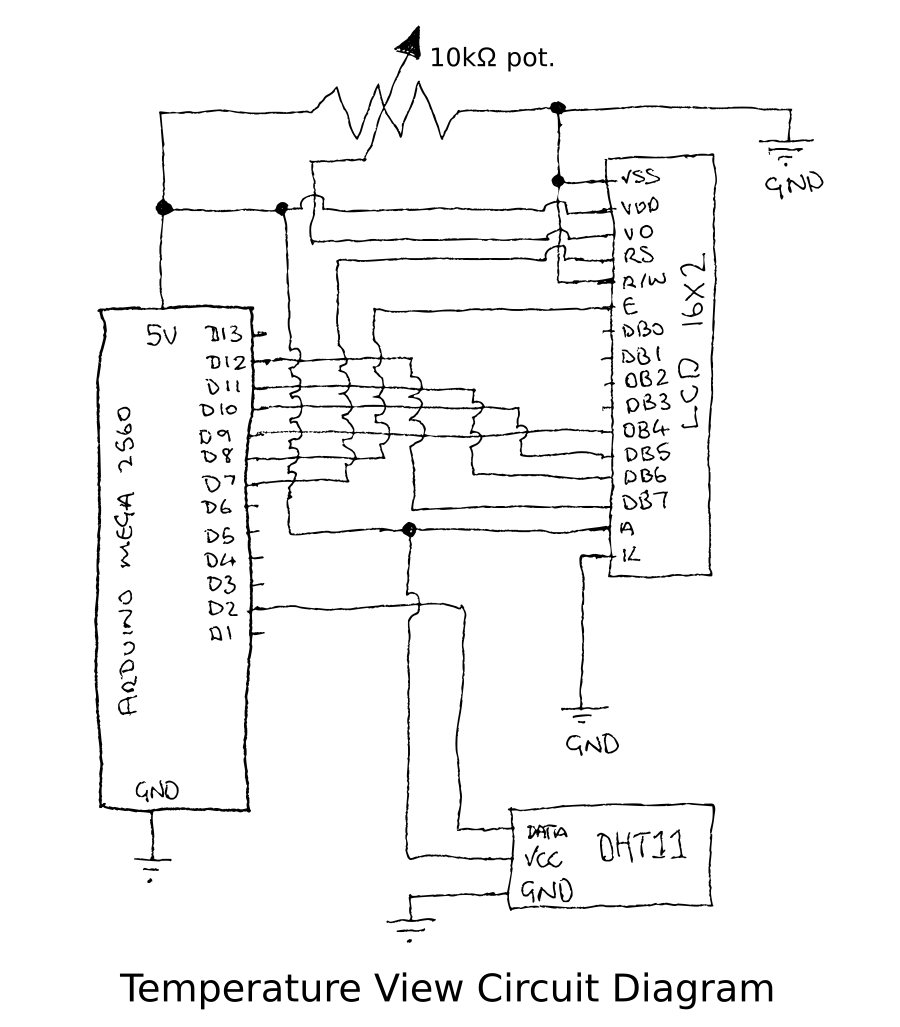 10kΩ pot.
GND
VSS
VDD
VO
RS
R/W
E
DB0
DB1
DB2
DB3
DB4
DB5
DB6
DB7
A
K
LCD 16X2
5V
D13
D12
D11
D10
D9
D8
D7
D6
D5
D4
D3
D2
D1
ARDUINO MEGA 2560
GND
GND
DATA
VCC
GND
DHT11
Temperature View Circuit Diagram